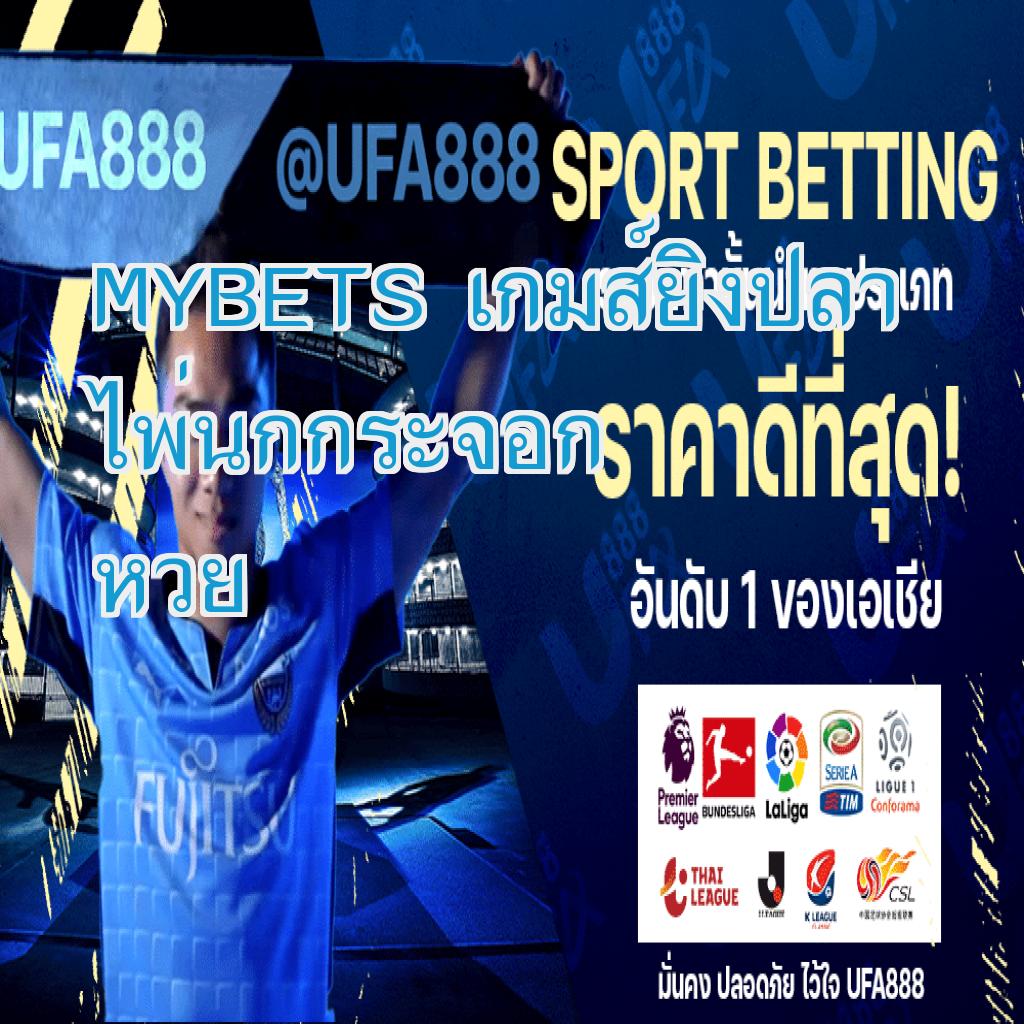 UFA888
@UFA888
SPORT BETTING
MYBETS เกมส์ยิงปลา
ไพ่นกกระจอก
หวย
ราคาดีที่สุด!
อันดับ 1 ของเอเชีย
FUJITSU
Premier
League
BUNDESLIGA
LaLiga
SERIE A
TIM
LIGUE 1
Conforama
THAI
LEAGUE
J.LEAGUE
K LEAGUE
CSL
มั่นคง ปลอดภัย ไว้ใจ UFA888